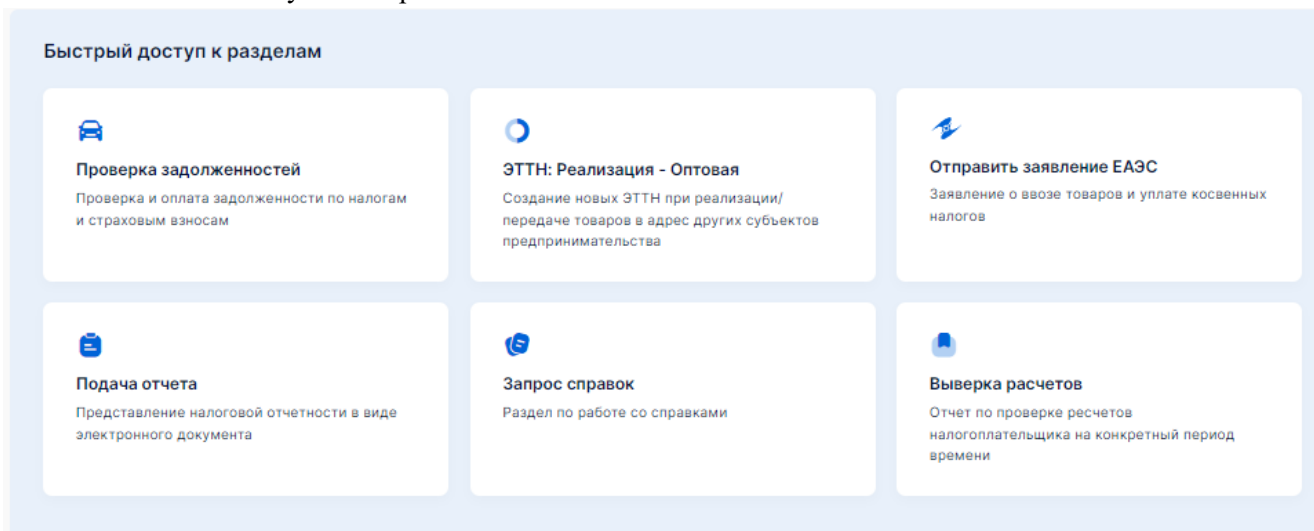 Быстрый доступ к разделам
Проверка задолженностей
Проверка и оплата задолженности по налогам
и страховым взносам
ЭТТН: Реализация - Оптовая
Создание новых ЭТТН при реализации/
передаче товаров в адрес других субъектов
предпринимательства
Отправить заявление ЕАЭС
Заявление о ввозе товаров и уплате косвенных
налогов
Подача отчета
Представление налоговой отчетности в виде
электронного документа
Запрос справок
Раздел по работе со справками
Выверка расчетов
Отчет по проверке ресчетов
налогоплательщика на конкретный период
времени